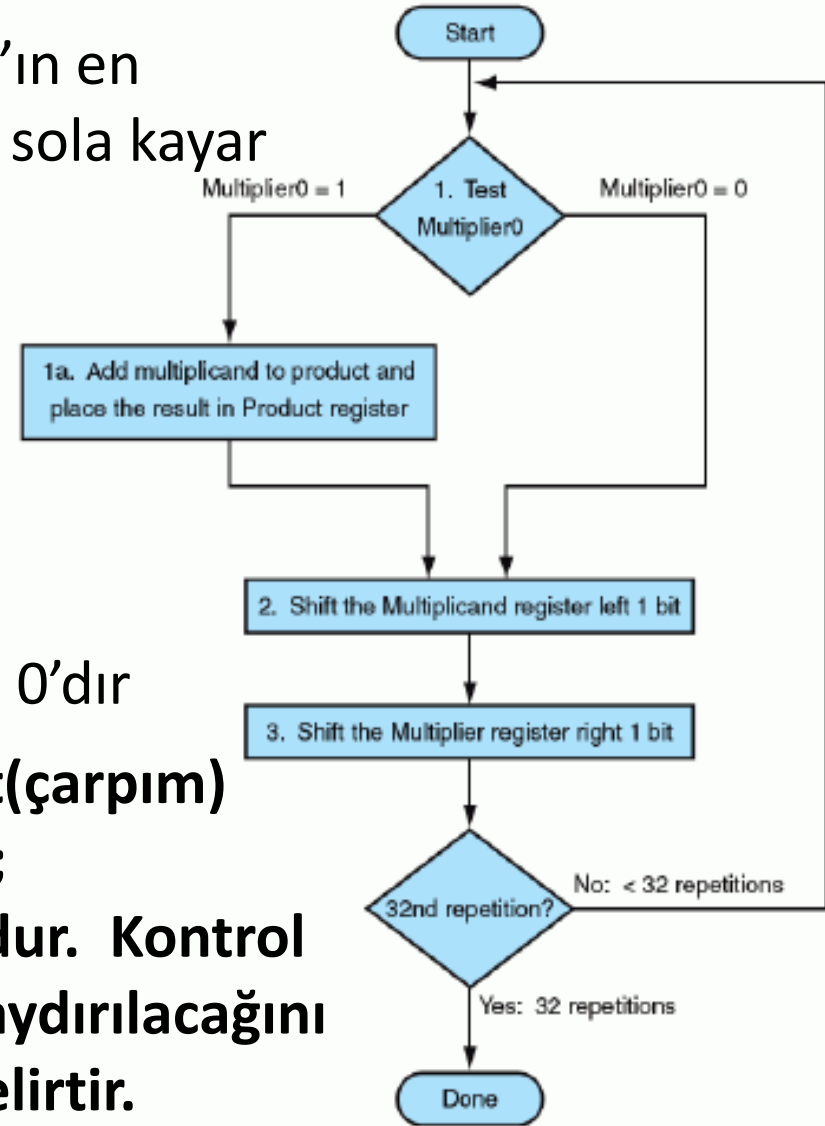 'ın en
sola kayar
Start
Multiplier0 = 1
1. Test
Multiplier0
Multiplier0 = 0
1a. Add multiplicand to product and
place the result in Product register
2. Shift the Multiplicand register left 1 bit
0'dır
3. Shift the Multiplier register right 1 bit
t(çarpım)
;
32nd repetition?
No: < 32 repetitions
dur. Kontrol
aydırılacağını
Yes: 32 repetitions
elirtir.
Done